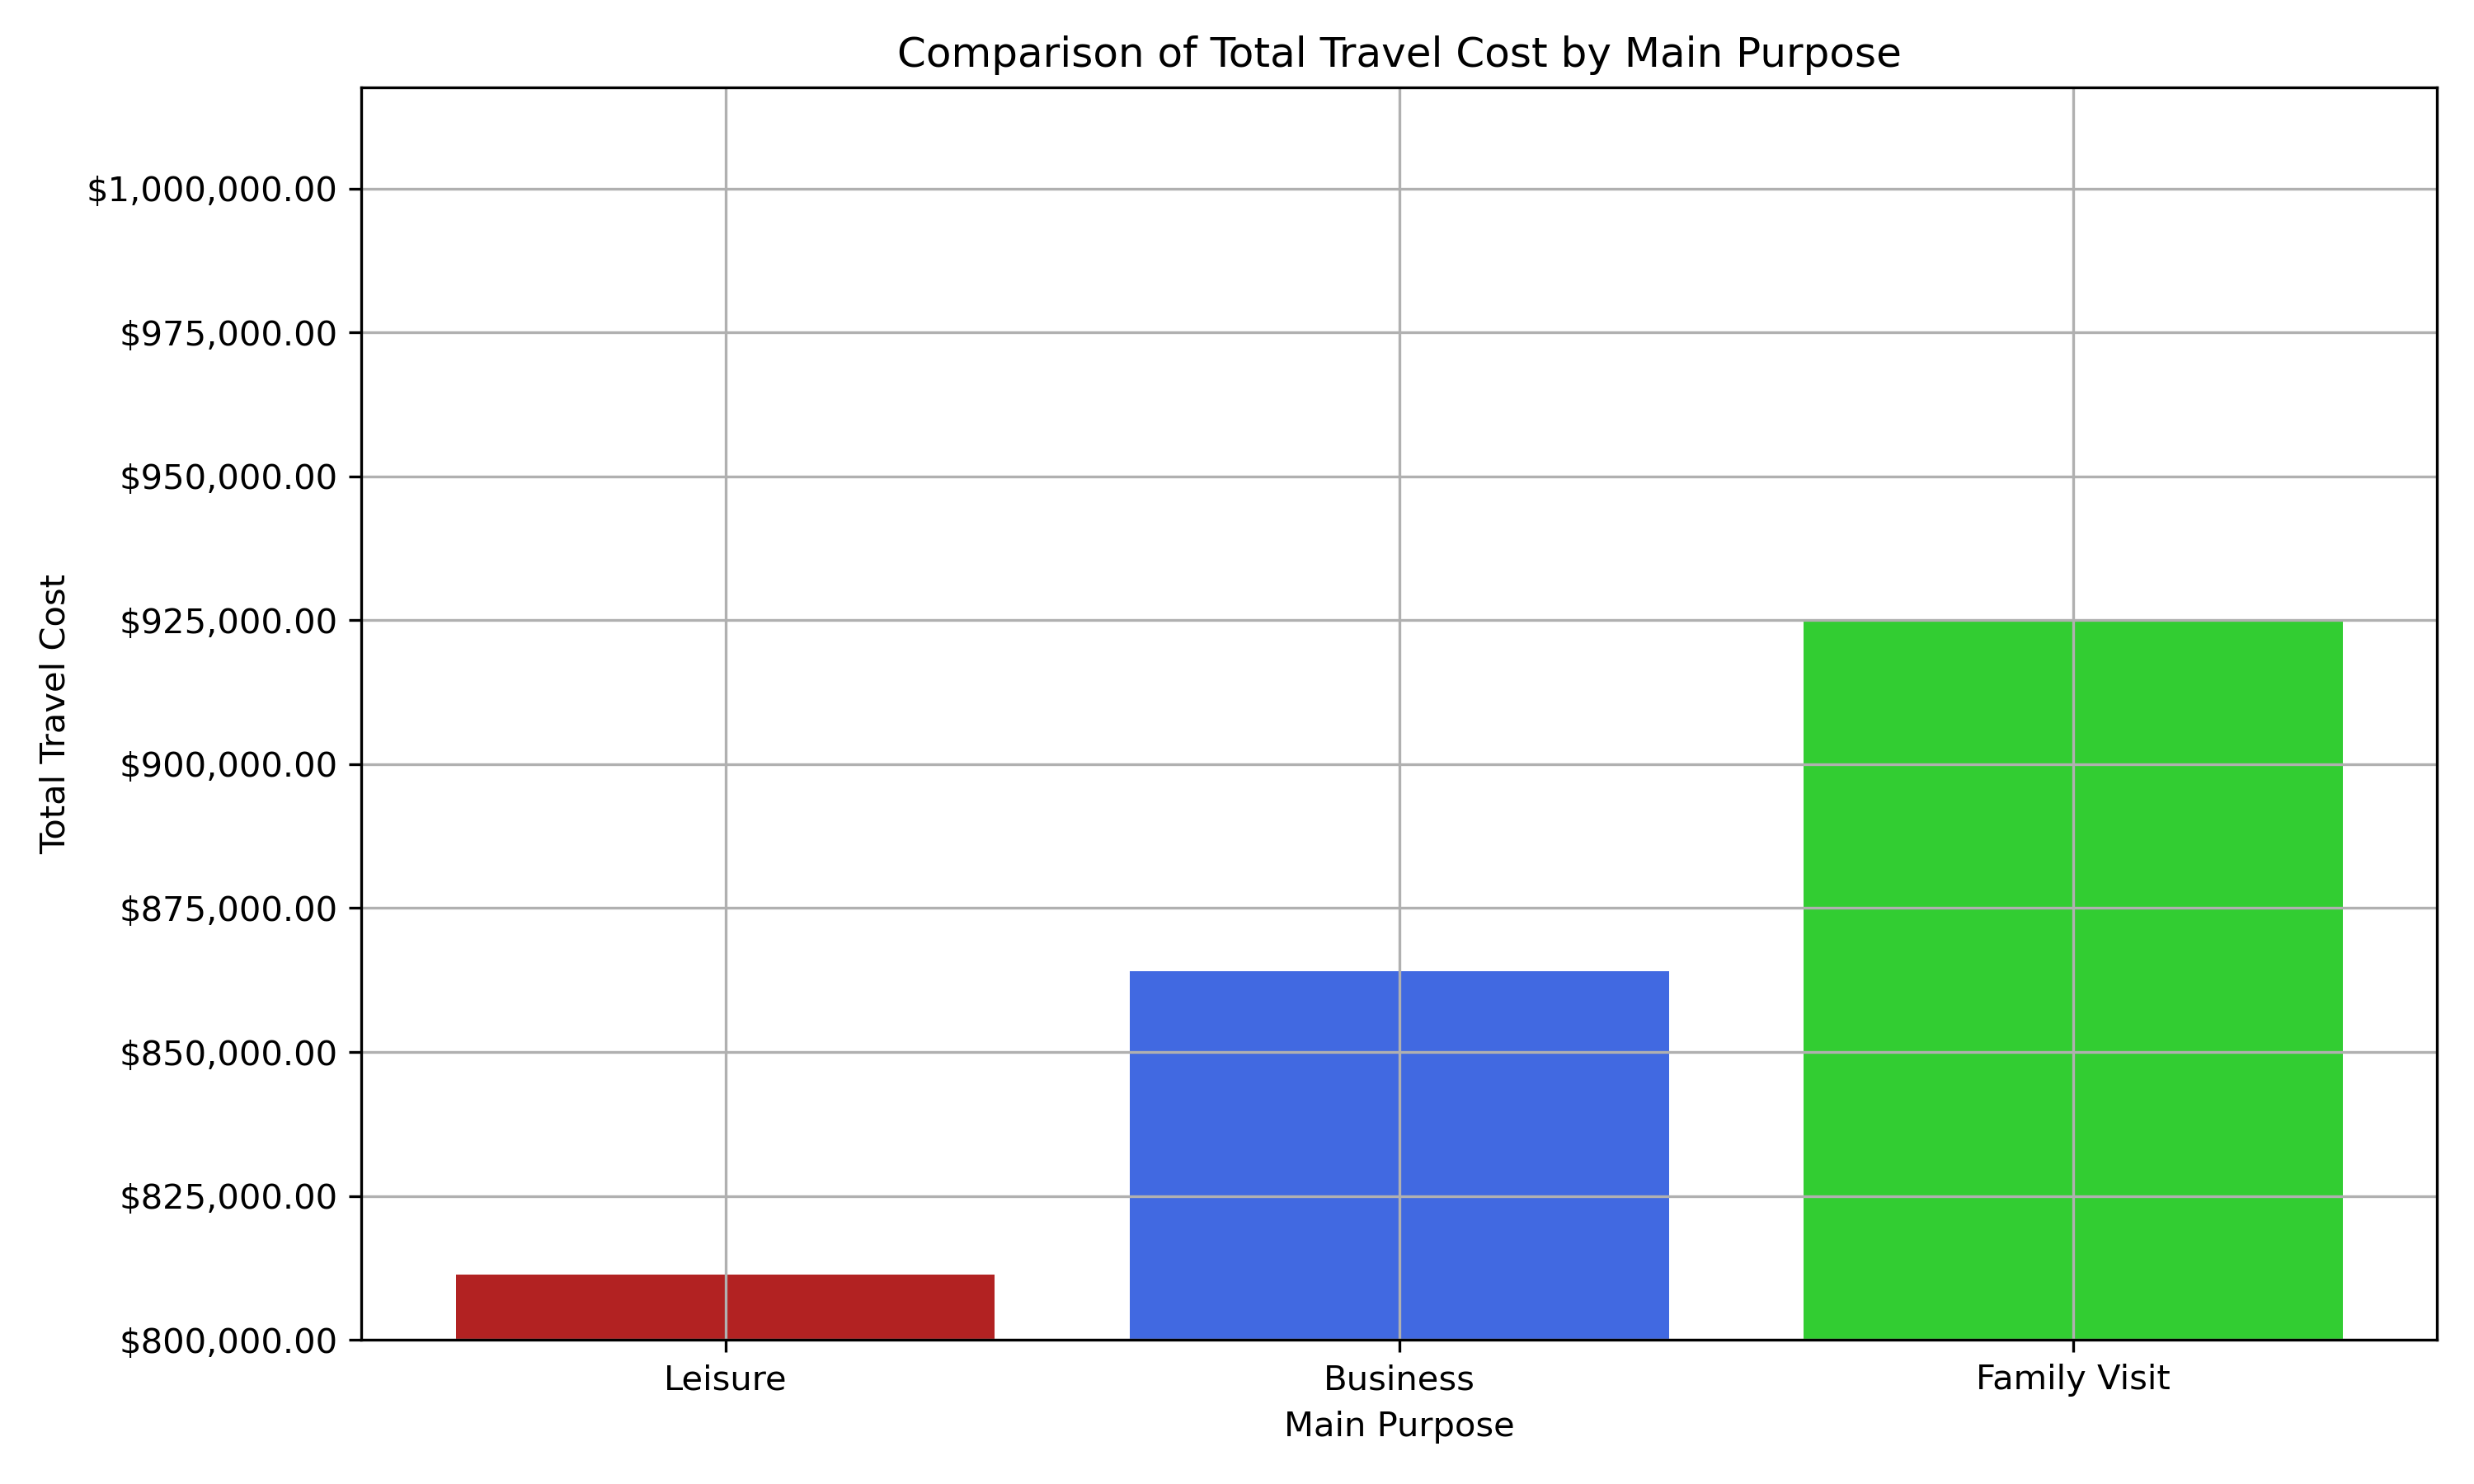 Comparison of Total Travel Cost by Main Purpose
Total Travel Cost
$1,000,000.00
$975,000.00
$950,000.00
$925,000.00
$900,000.00
$875,000.00
$850,000.00
$825,000.00
$800,000.00
Leisure Business Family Visit
Main Purpose